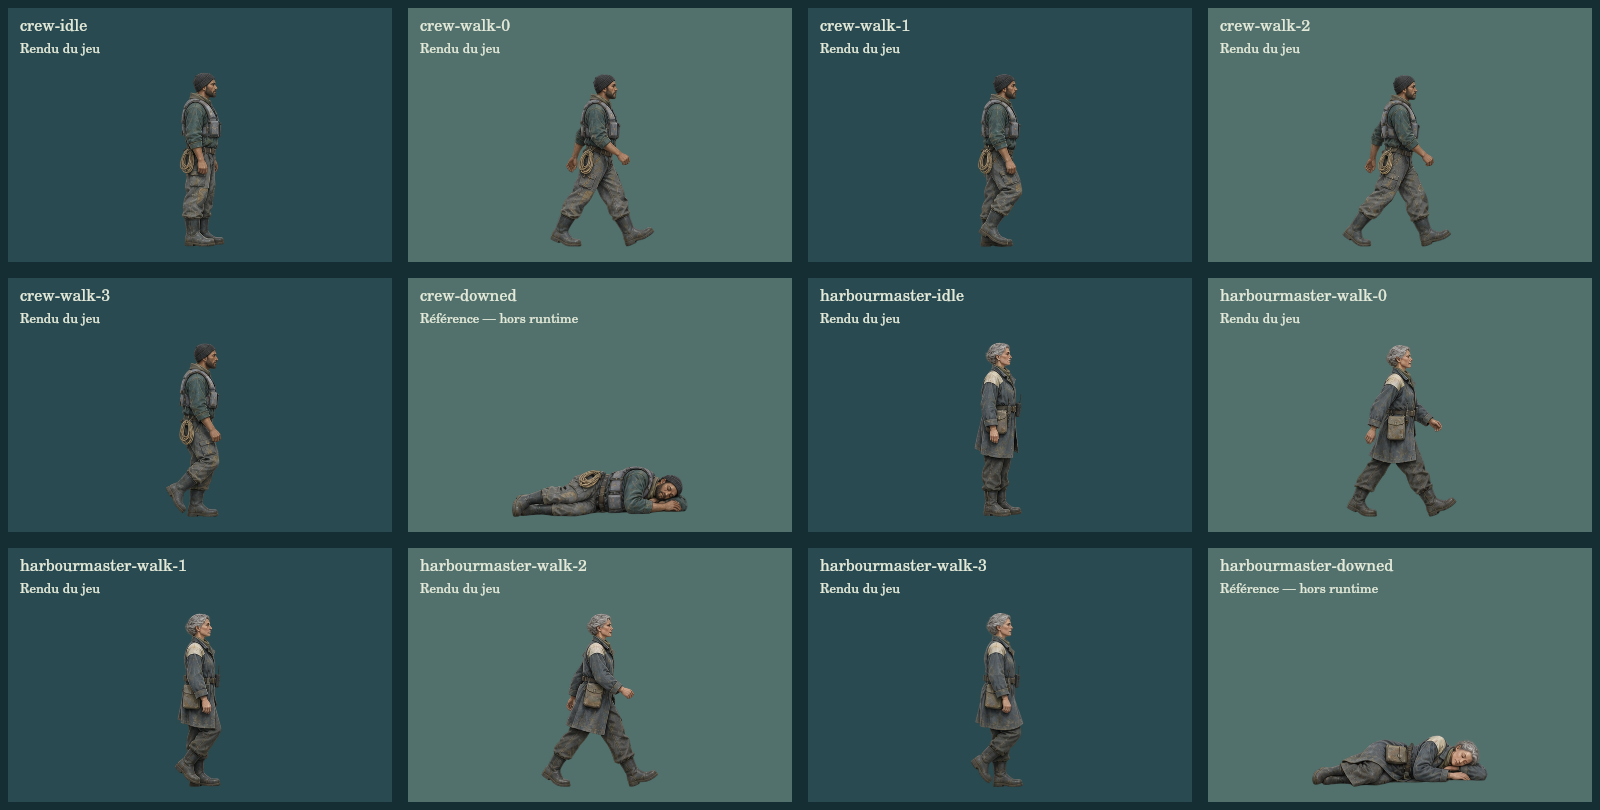 crew-idle
Rendu du jeu
crew-walk-0
Rendu du jeu
crew-walk-1
Rendu du jeu
crew-walk-2
Rendu du jeu
crew-walk-3
Rendu du jeu
crew-downed
Référence — hors runtime
harbourmaster-idle
Rendu du jeu
harbourmaster-walk-0
Rendu du jeu
harbourmaster-walk-1
Rendu du jeu
harbourmaster-walk-2
Rendu du jeu
harbourmaster-walk-3
Rendu du jeu
harbourmaster-downed
Référence — hors runtime